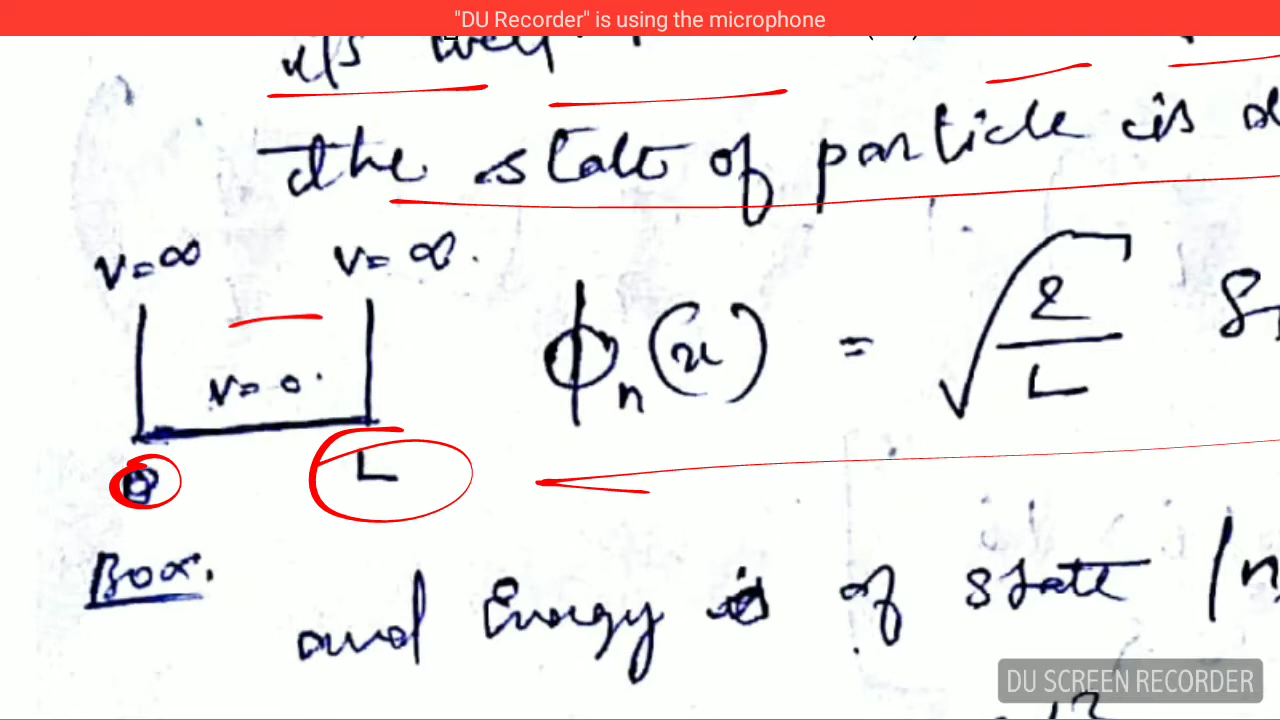 "DU Recorder" is using the microphone
the state of particle is
V=∞ V=∞.
V=0.
ϕn(x) = √2/L
0 L
Box.
and Energy is of state |n
DU SCREEN RECORDER